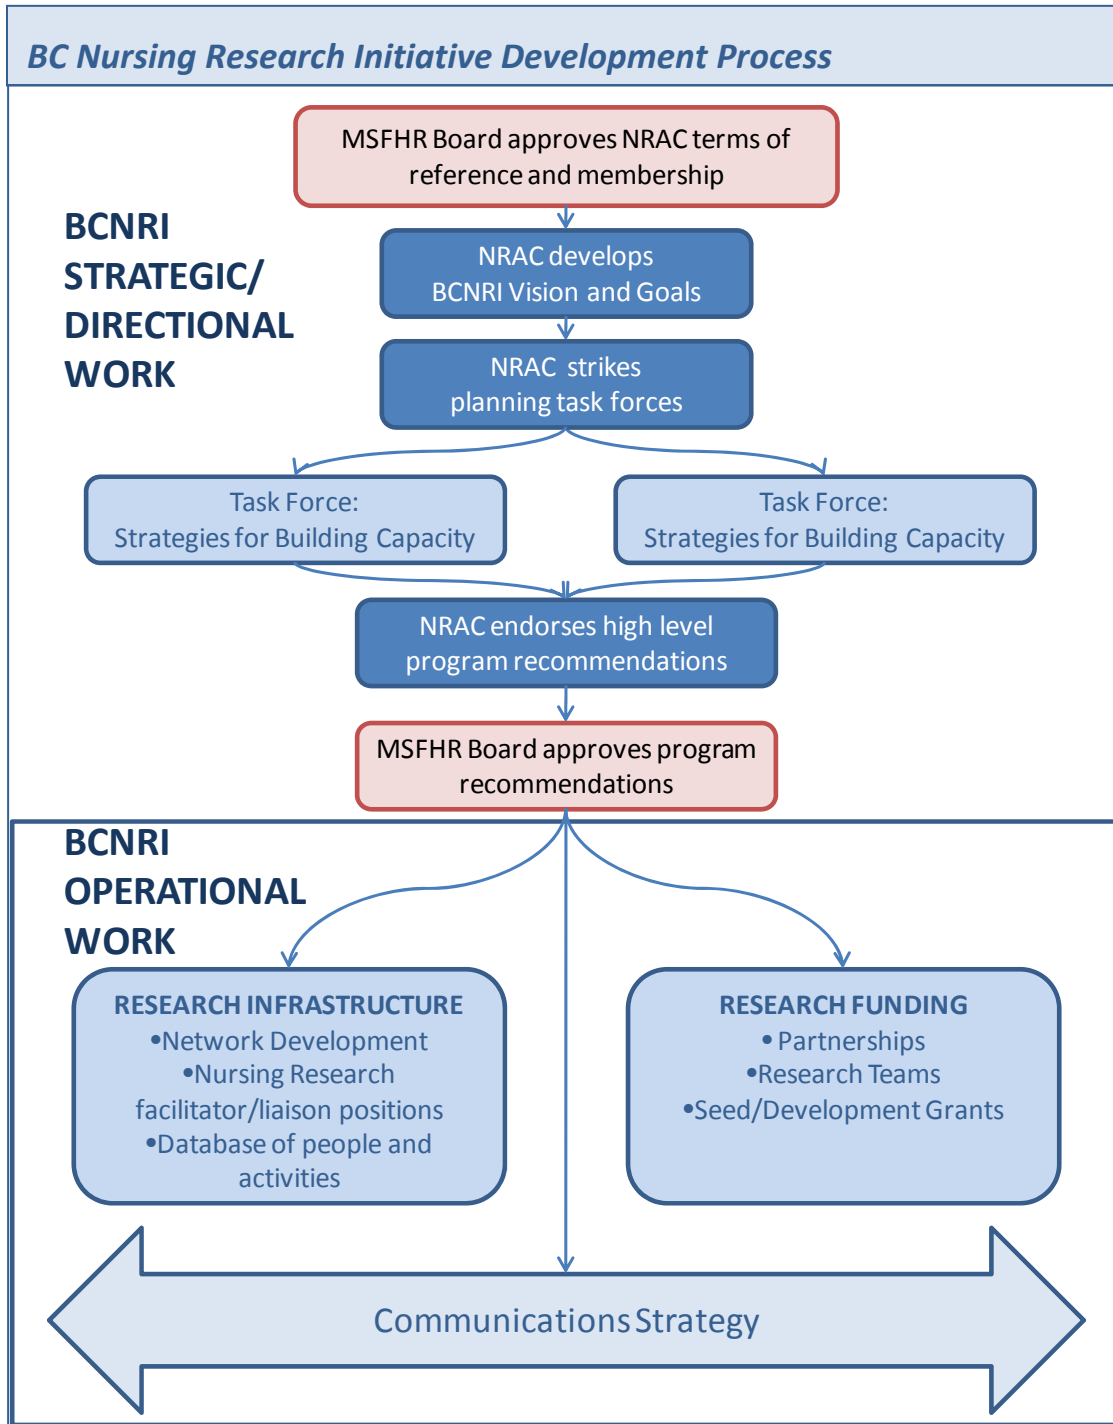 BC Nursing Research Initiative Development Process
MSFHR Board approves NRAC terms of
reference and membership
BCNRI
STRATEGIC/
DIRECTIONAL
WORK
NRAC develops
BCNRI Vision and Goals
NRAC strikes
planning task forces
Task Force:
Strategies for Building Capacity
Task Force:
Strategies for Building Capacity
NRAC endorses high level
program recommendations
MSFHR Board approves program
recommendations
BCNRI
OPERATIONAL
WORK
RESEARCH INFRASTRUCTURE
•Network Development
•Nursing Research
facilitator/liaison positions
•Database of people and
activities
RESEARCH FUNDING
• Partnerships
•Research Teams
•Seed/Development Grants
Communications Strategy